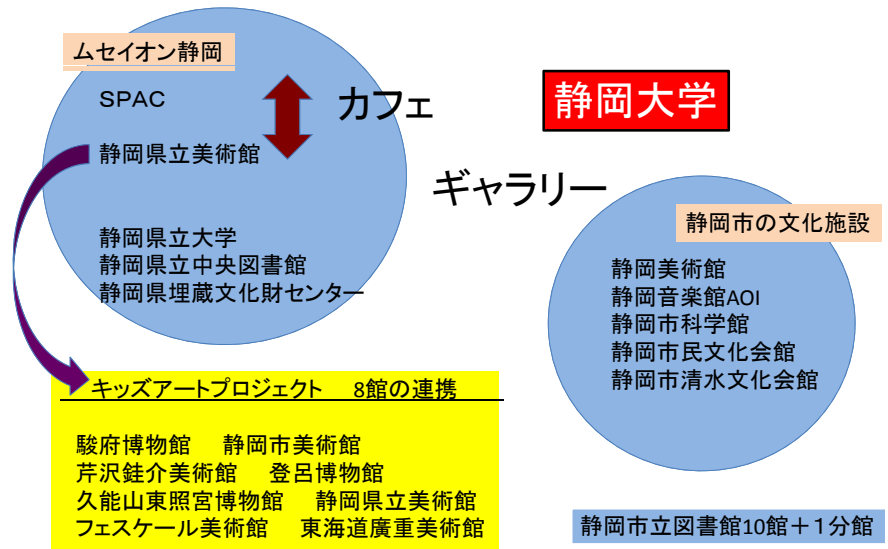 ムセイオン静岡
SPAC
静岡県立美術館
静岡県立大学
静岡県立中央図書館
静岡県埋蔵文化財センター
カフェ
ギャラリー
静岡大学
静岡市の文化施設
静岡美術館
静岡音楽館AOI
静岡市科学館
静岡市民文化会館
静岡市清水文化会館
キッズアートプロジェクト 8館の連携
駿府博物館 静岡市美術館
芹沢銈介美術館 登呂博物館
久能山東照宮博物館 静岡県立美術館
フェスケール美術館 東海道廣重美術館
静岡市立図書館10館＋１分館